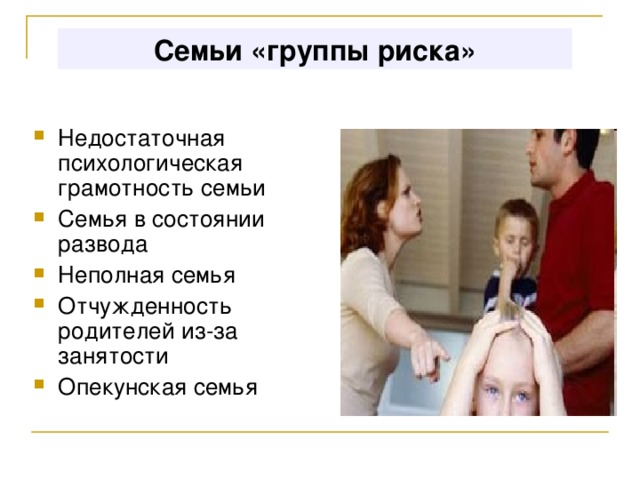 Семьи «группы риска»
Недостаточная
психологическая
грамотность семьи
Семья в состоянии
развода
Неполная семья
Отчужденность
родителей из-за
занятости
Опекунская семья